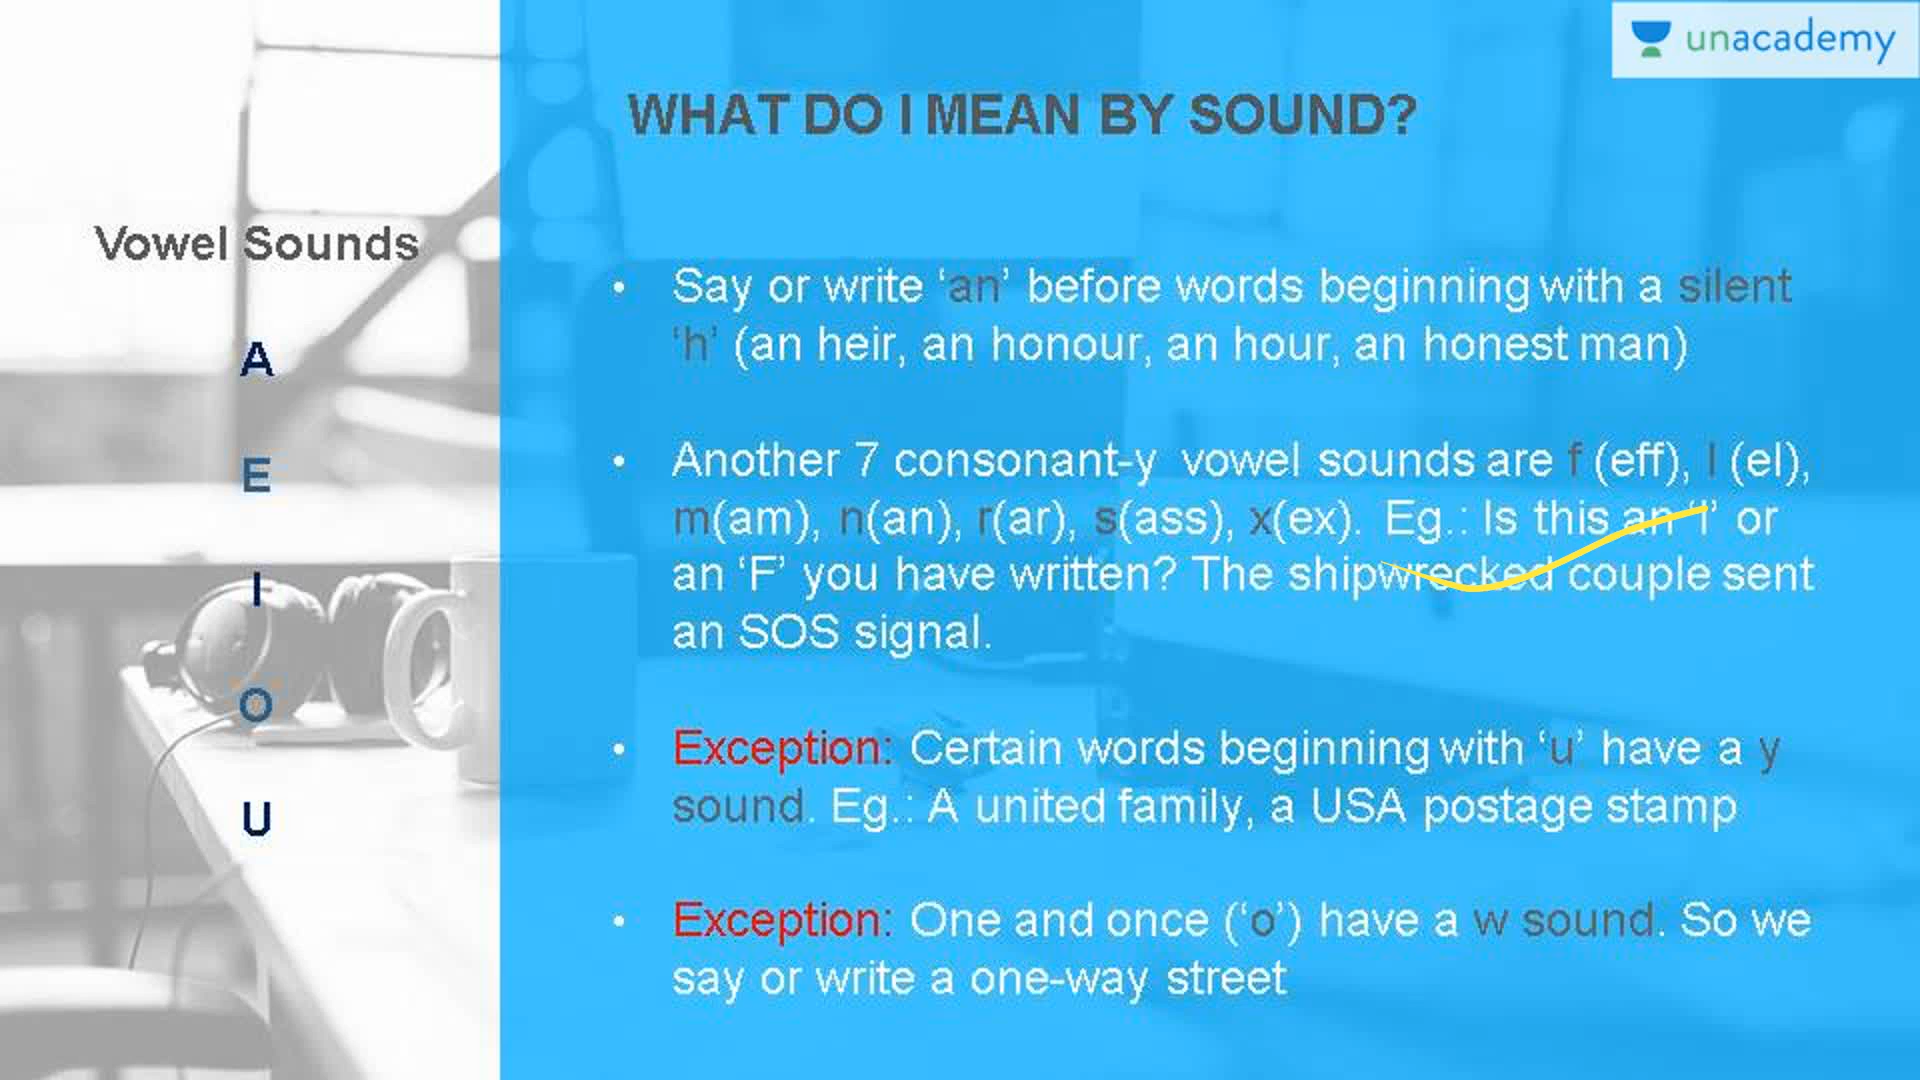 unacademy
WHAT DO I MEAN BY SOUND?
Vowel Sounds
A
E
I
O
U
• Say or write ‘an’ before words beginning with a silent
‘h’ (an heir, an honour, an hour, an honest man)
• Another 7 consonant-y vowel sounds are f (eff), l (el),
m(am), n(an), r(ar), s(ass), x(ex). Eg.: Is this an ‘l’ or
an ‘F’ you have written? The shipwrecked couple sent
an SOS signal.
• Exception: Certain words beginning with ‘u’ have a y
sound. Eg.: A united family, a USA postage stamp
• Exception: One and once (‘o’) have a w sound. So we
say or write a one-way street